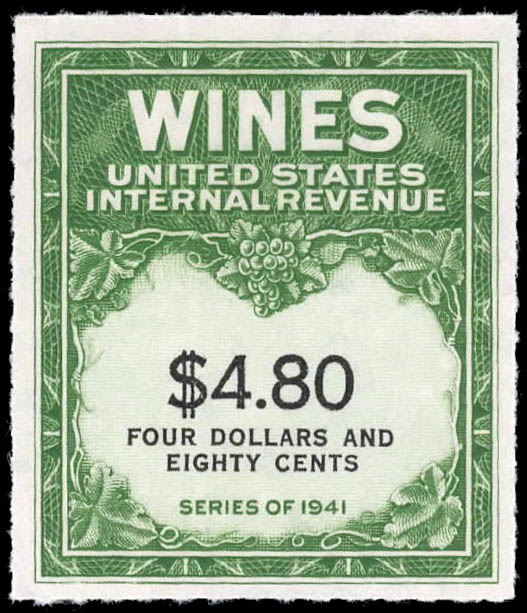 WINES
UNITED STATES
INTERNAL REVENUE
$4.80
FOUR DOLLARS AND
EIGHTY CENTS
SERIES OF 1941